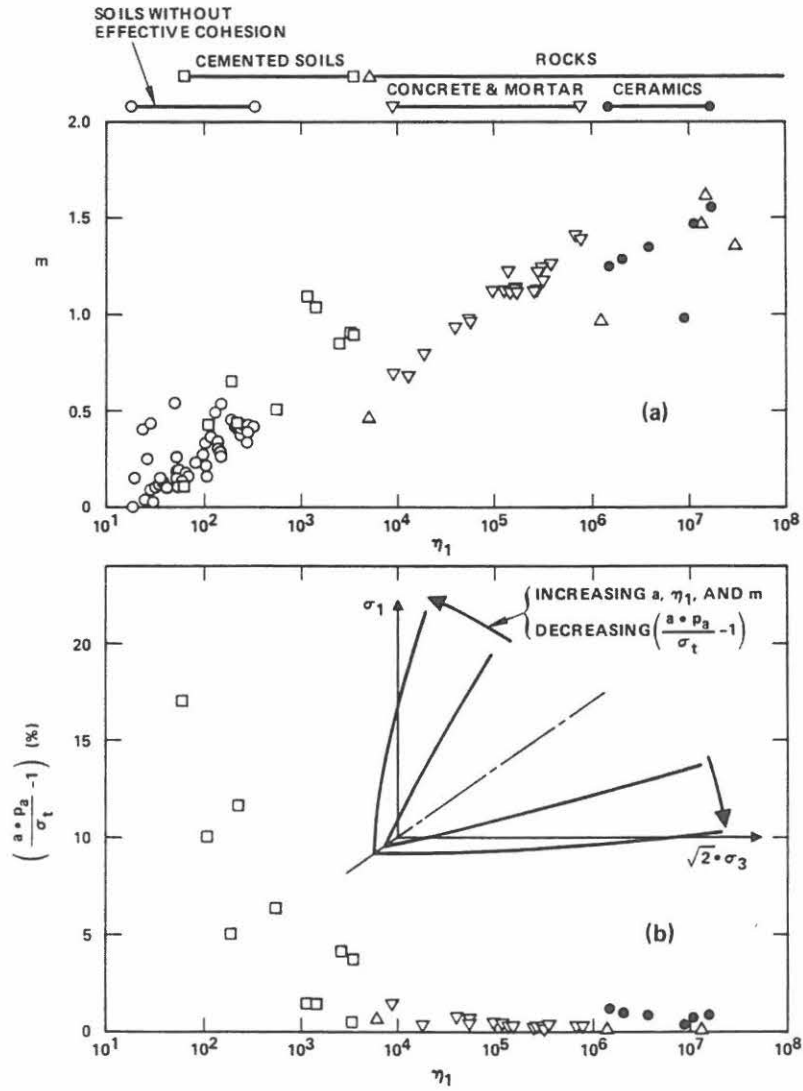 SOILS WITHOUT
EFFECTIVE COHESION
CEMENTED SOILS
ROCKS
CONCRETE & MORTAR
CERAMICS
2.0
1.5
m
1.0
0.5
0
(a)
10¹ 10² 10³ 10⁴ 10⁵ 10⁶ 10⁷ 10⁸
η₁
20
15
10
5
0
(a • pₐ / σₜ -1) (%)
σ₁
INCREASING a, η₁, AND m
DECREASING (a • pₐ / σₜ -1)
√2 • σ₃
(b)
10¹ 10² 10³ 10⁴ 10⁵ 10⁶ 10⁷ 10⁸
η₁